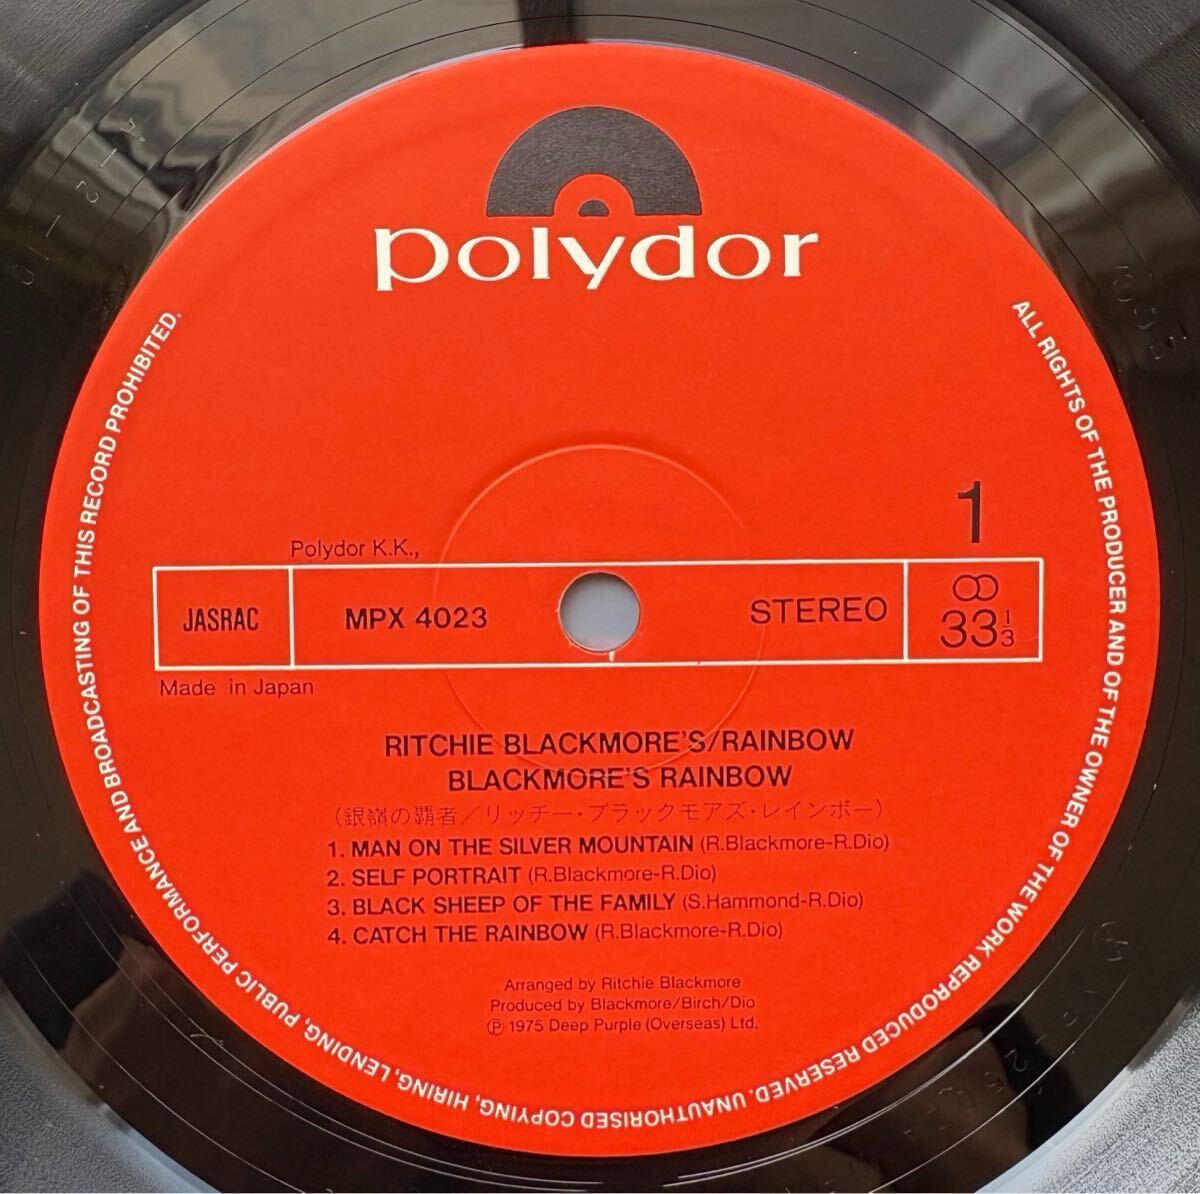 polydor
1
Polydor K.K.,
JASRAC
MPX 4023
STEREO
33 1/3
Made in Japan
RITCHIE BLACKMORE'S/RAINBOW
BLACKMORE'S RAINBOW
(銀嶺の覇者/リッチー・ブラックモアズ・レインボー)
1. MAN ON THE SILVER MOUNTAIN (R.Blackmore-R.Dio)
2. SELF PORTRAIT (R.Blackmore-R.Dio)
3. BLACK SHEEP OF THE FAMILY (S.Hammond-R.Dio)
4. CATCH THE RAINBOW (R.Blackmore-R.Dio)
Arranged by Ritchie Blackmore
Produced by Blackmore/Birch/Dio
Ⓟ 1975 Deep Purple (Overseas) Ltd.
ALL RIGHTS OF THE PRODUCER AND OF THE OWNER OF THE WORK REPRODUCED RESERVED. UNAUTHORISED COPYING, HIRING, LENDING, PUBLIC PERFORMANCE AND BROADCASTING OF THIS RECORD PROHIBITED.